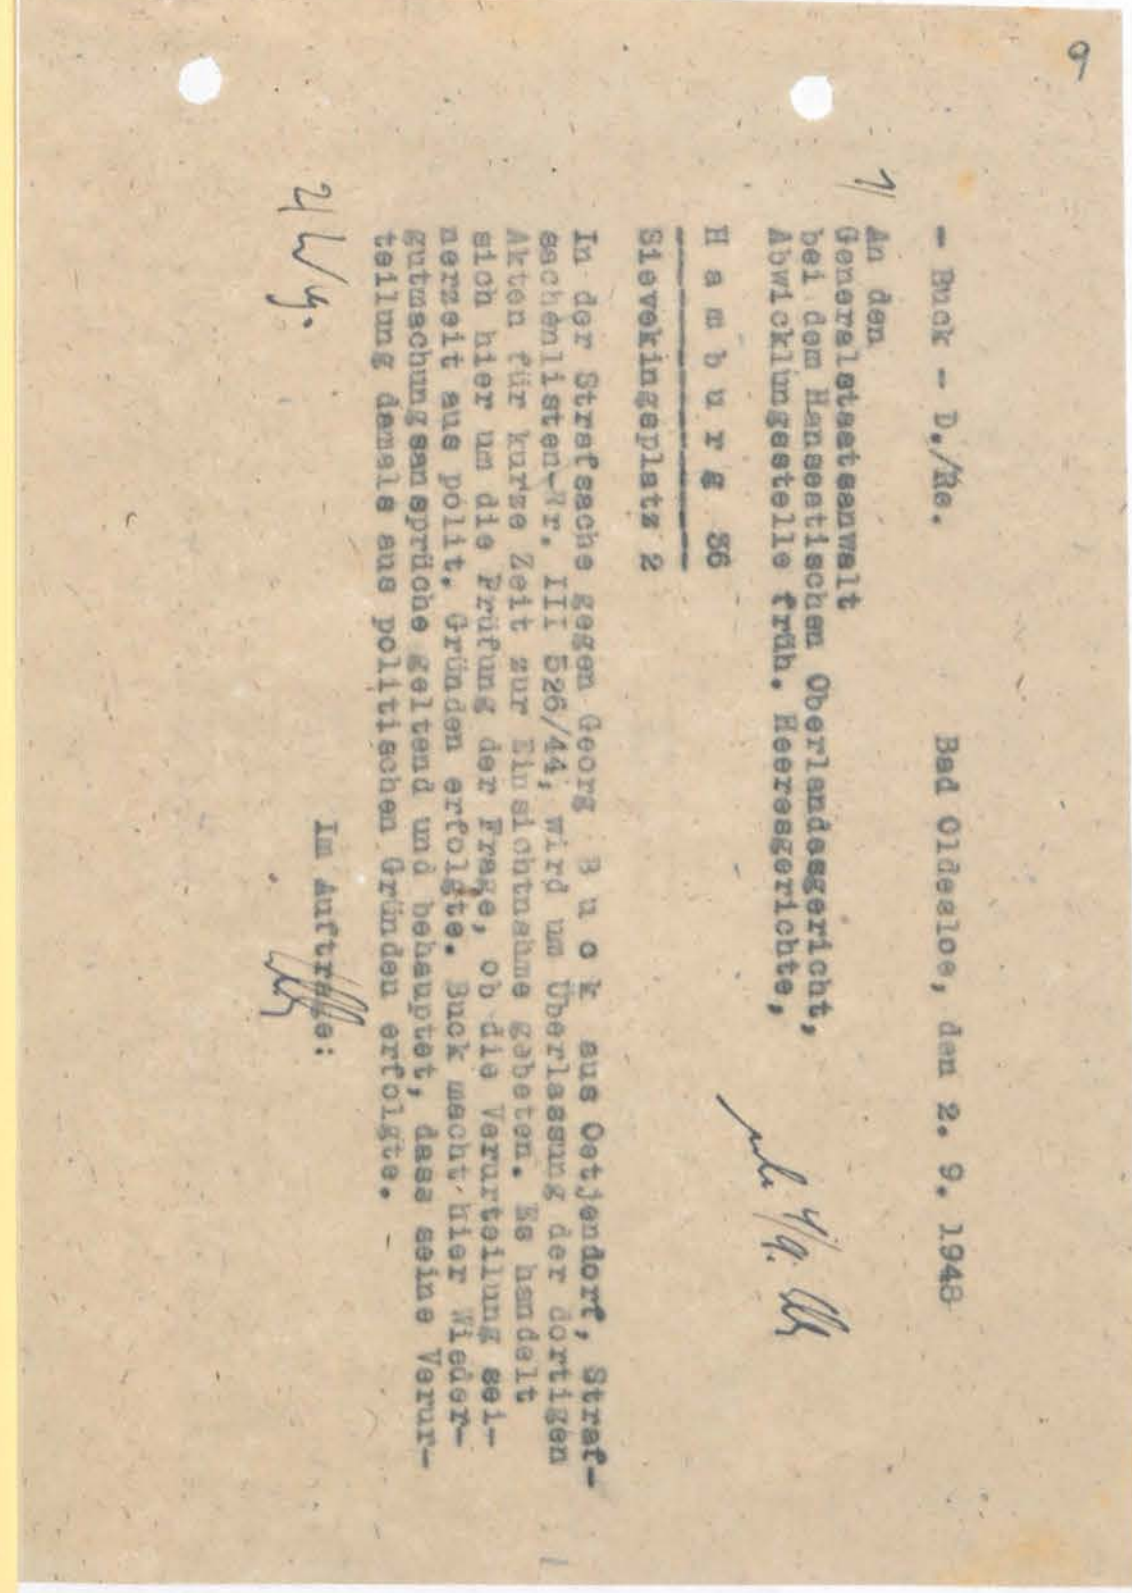 9
- Buck - D./Re. Bad Oldesloe, den 2. 9. 1948
1/ An den
Generalstaatsanwalt
bei dem Hanseatischen Oberlandesgericht,
Abwicklungsstelle früh. Heeresgerichte,
H a m b u r g 36
Sievekingsplatz 2
4/9.
In der Strafsache gegen Georg B u c k aus Oetjendorf, Straf-
sachenlisten-Nr. III 526/44, wird um Überlassung der dortigen
Akten für kurze Zeit zur Einsichtnahme gebeten. Es handelt
sich hier um die Prüfung der Frage, ob die Verurteilung sei-
nerzeit aus polit. Gründen erfolgte. Buck macht hier Wieder-
gutmachungsansprüche geltend und behauptet, dass seine Verur-
teilung damals aus politischen Gründen erfolgte. -
Im Auftrage:
2/ W.